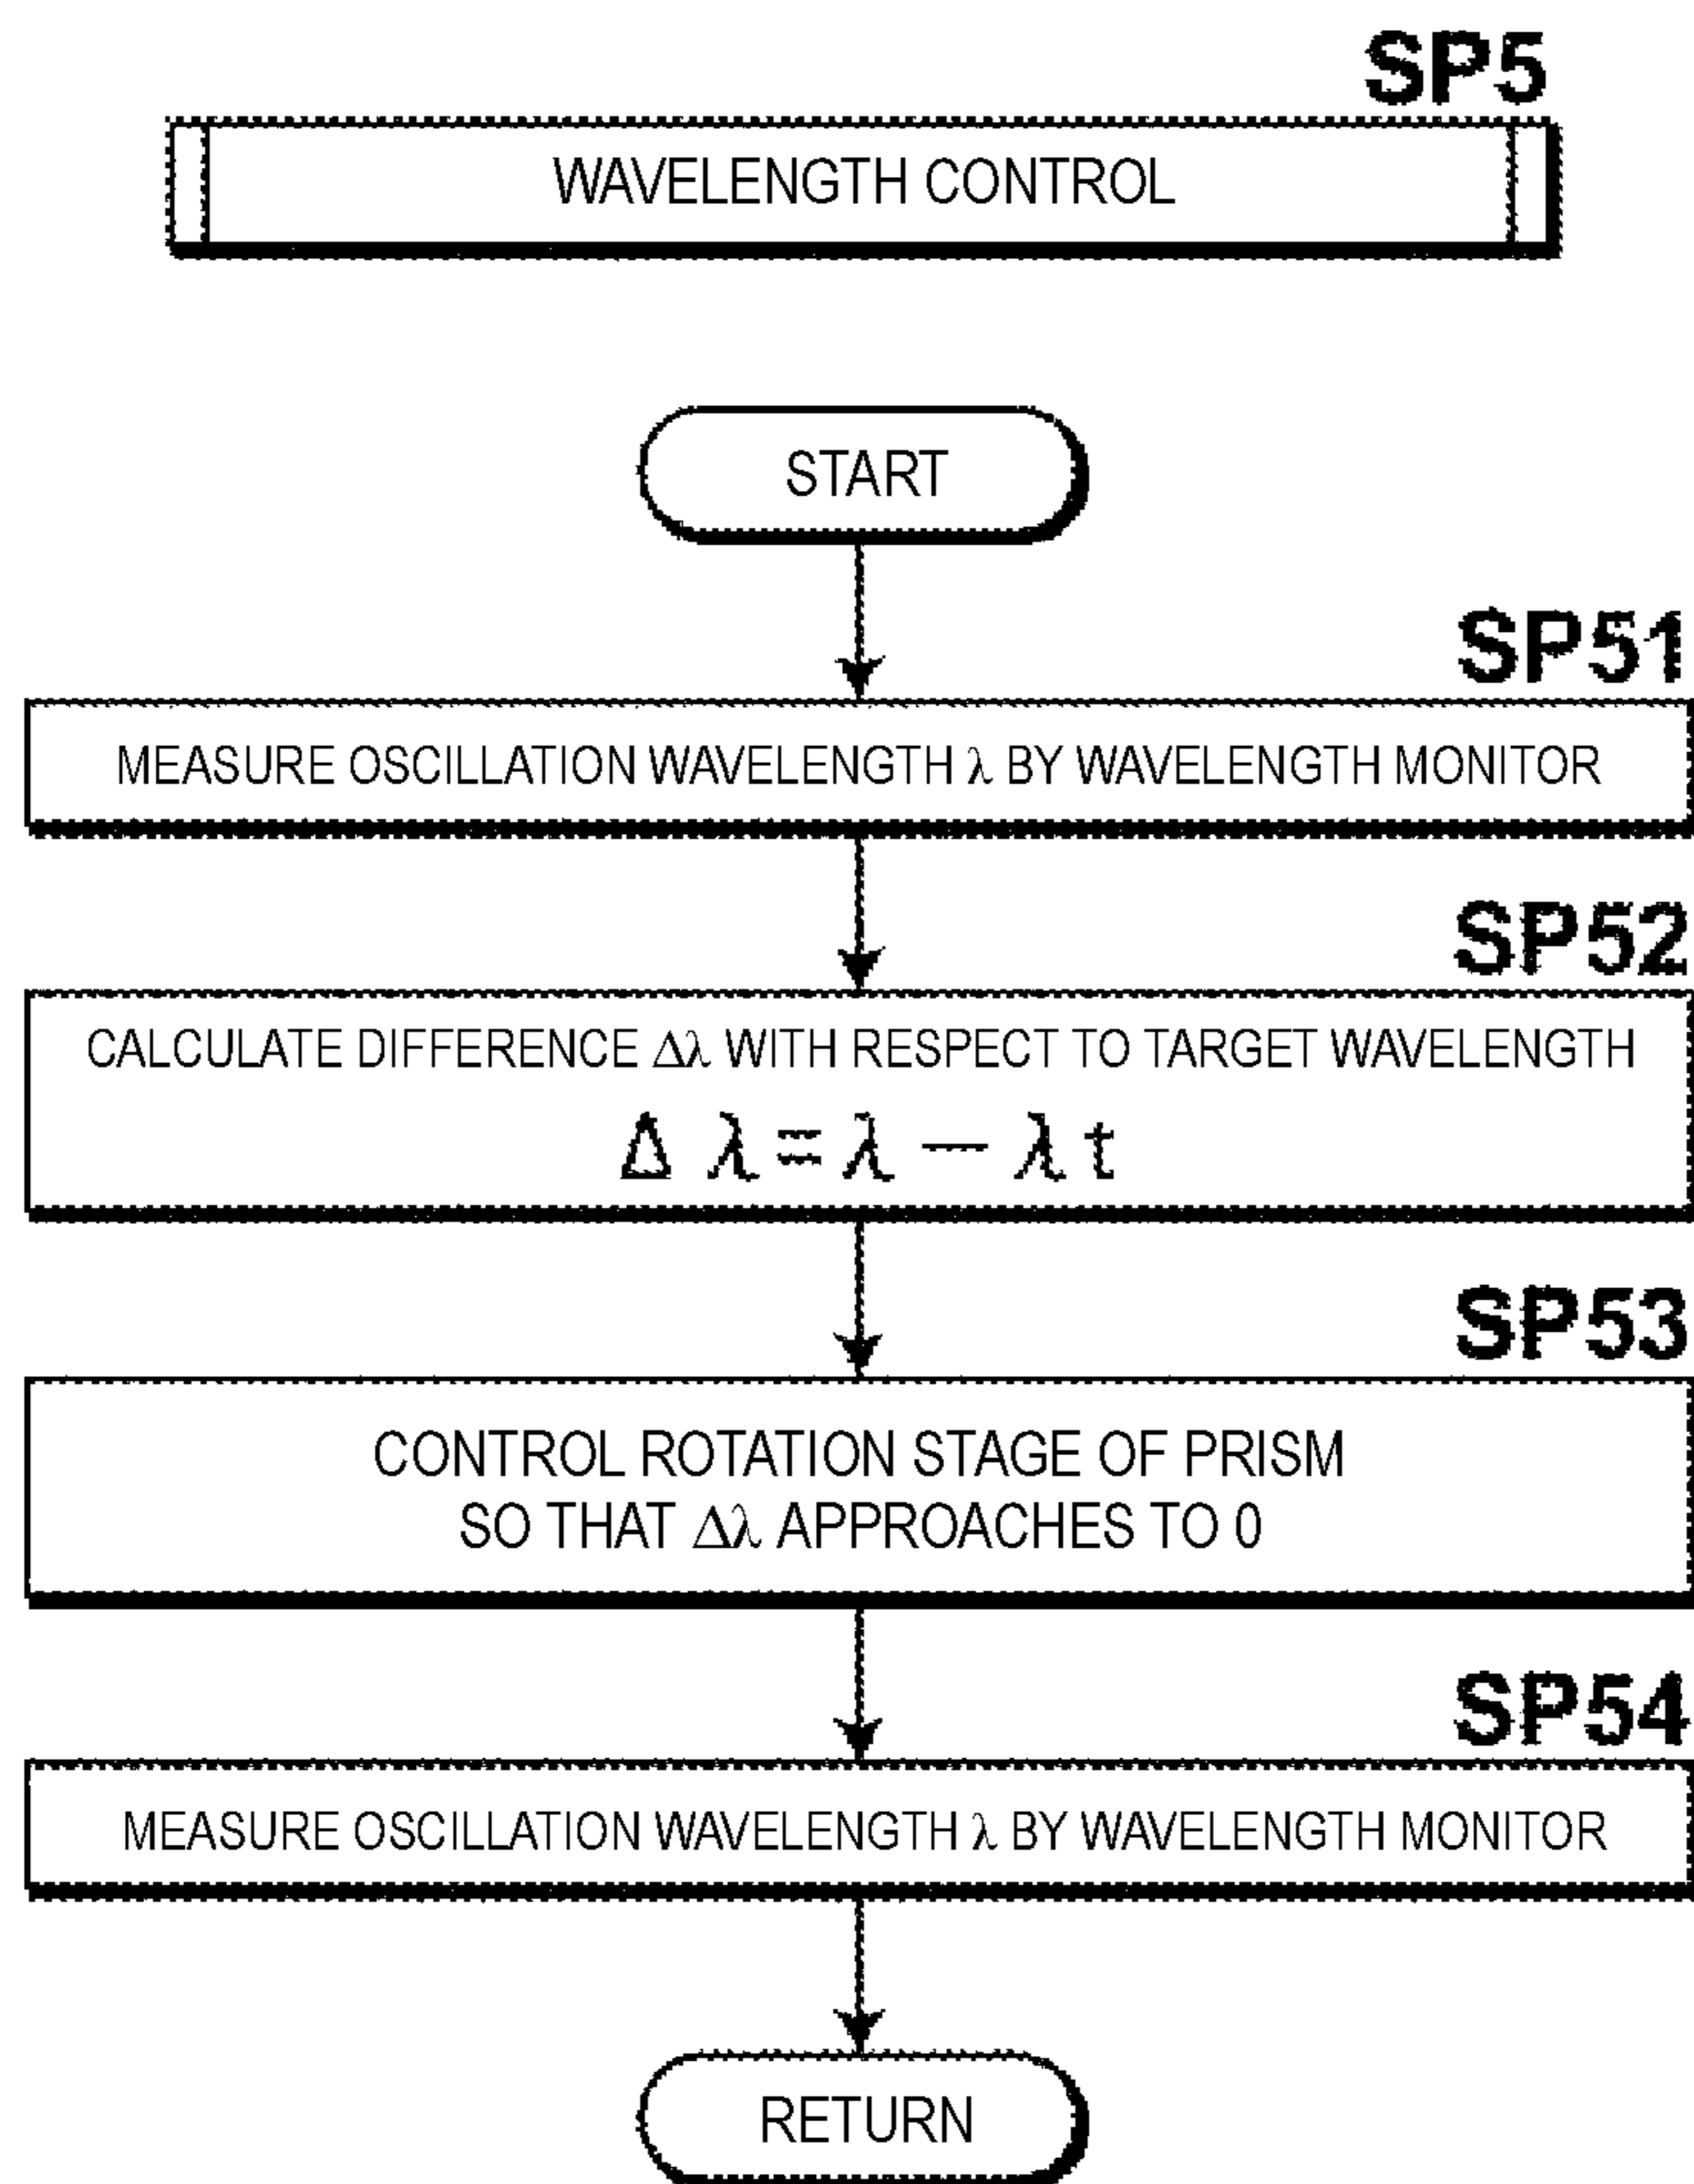 SP5
WAVELENGTH CONTROL
START
SP51
MEASURE OSCILLATION WAVELENGTH λ BY WAVELENGTH MONITOR
SP52
CALCULATE DIFFERENCE Δλ WITH RESPECT TO TARGET WAVELENGTH
Δ λ = λ − λ t
SP53
CONTROL ROTATION STAGE OF PRISM
SO THAT Δλ APPROACHES TO 0
SP54
MEASURE OSCILLATION WAVELENGTH λ BY WAVELENGTH MONITOR
RETURN